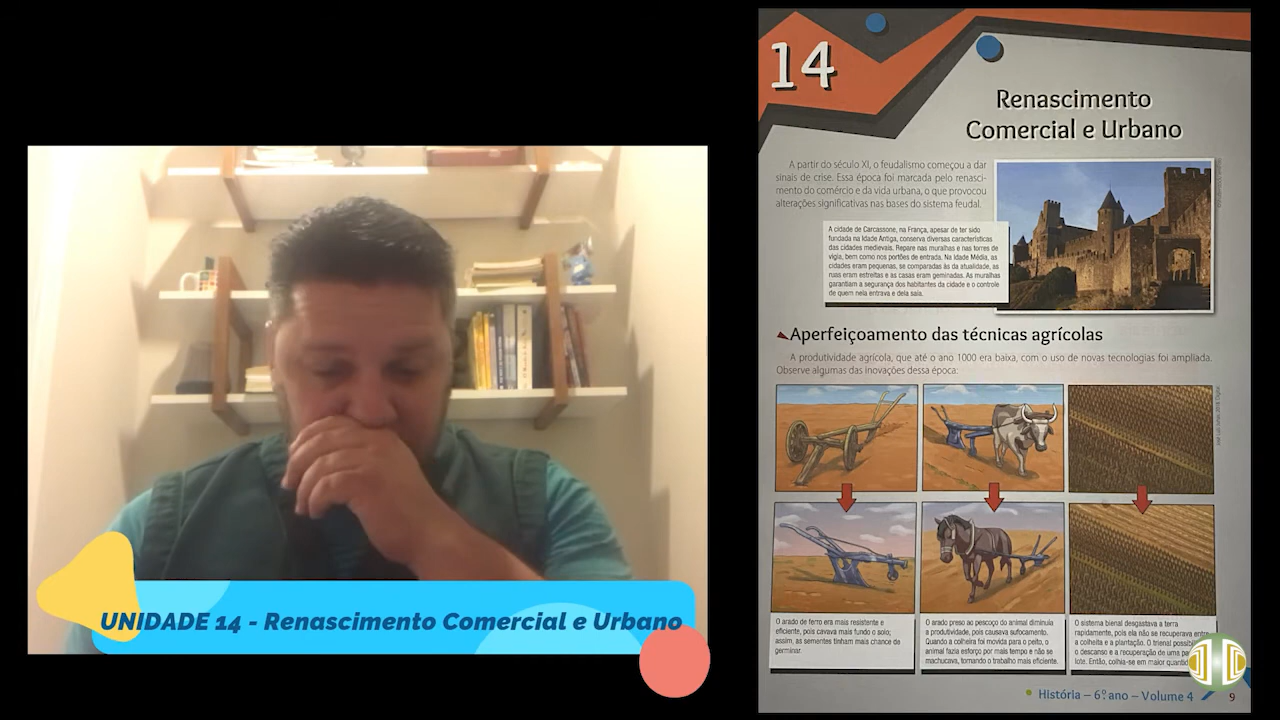 UNIDADE 14 - Renascimento Comercial e Urbano
14
Renascimento
Comercial e Urbano
A partir do século XI, o feudalismo começou a dar
sinais de crise. Essa época foi marcada pelo renasci-
mento do comércio e da vida urbana, o que provocou
alterações significativas nas bases do sistema feudal.
A cidade de Carcassone, na França, apesar de ter sido
fundada na Idade Antiga, conserva diversas características
das cidades medievais. Repare nas muralhas e nas torres de
vigia, bem como nos portões de entrada. Na Idade Média, as
cidades eram pequenas, se comparadas às da atualidade, as
ruas eram estreitas e as casas eram geminadas. As muralhas
garantiam a segurança dos habitantes da cidade e o controle
de quem nela entrava e dela saía.
Aperfeiçoamento das técnicas agrícolas
A produtividade agrícola, que até o ano 1000 era baixa, com o uso de novas tecnologias foi ampliada.
Observe algumas das inovações dessa época:
O arado de ferro era mais resistente e
eficiente, pois cavava mais fundo o solo;
assim, as sementes tinham mais chance de
germinar.
O arado preso ao pescoço do animal diminuía
a produtividade, pois causava sufocamento.
Quando a coleira foi movida para o peito, o
animal fazia esforço por mais tempo e não se
machucava, tornando o trabalho mais eficiente.
O sistema bienal desgastava a terra
rapidamente, pois ela não se recuperava entre
a colheita e a plantação. O trienal
o descanso e a recuperação de uma
lote. Então, colhia-se em maior
História – 6º. ano – Volume 4
9